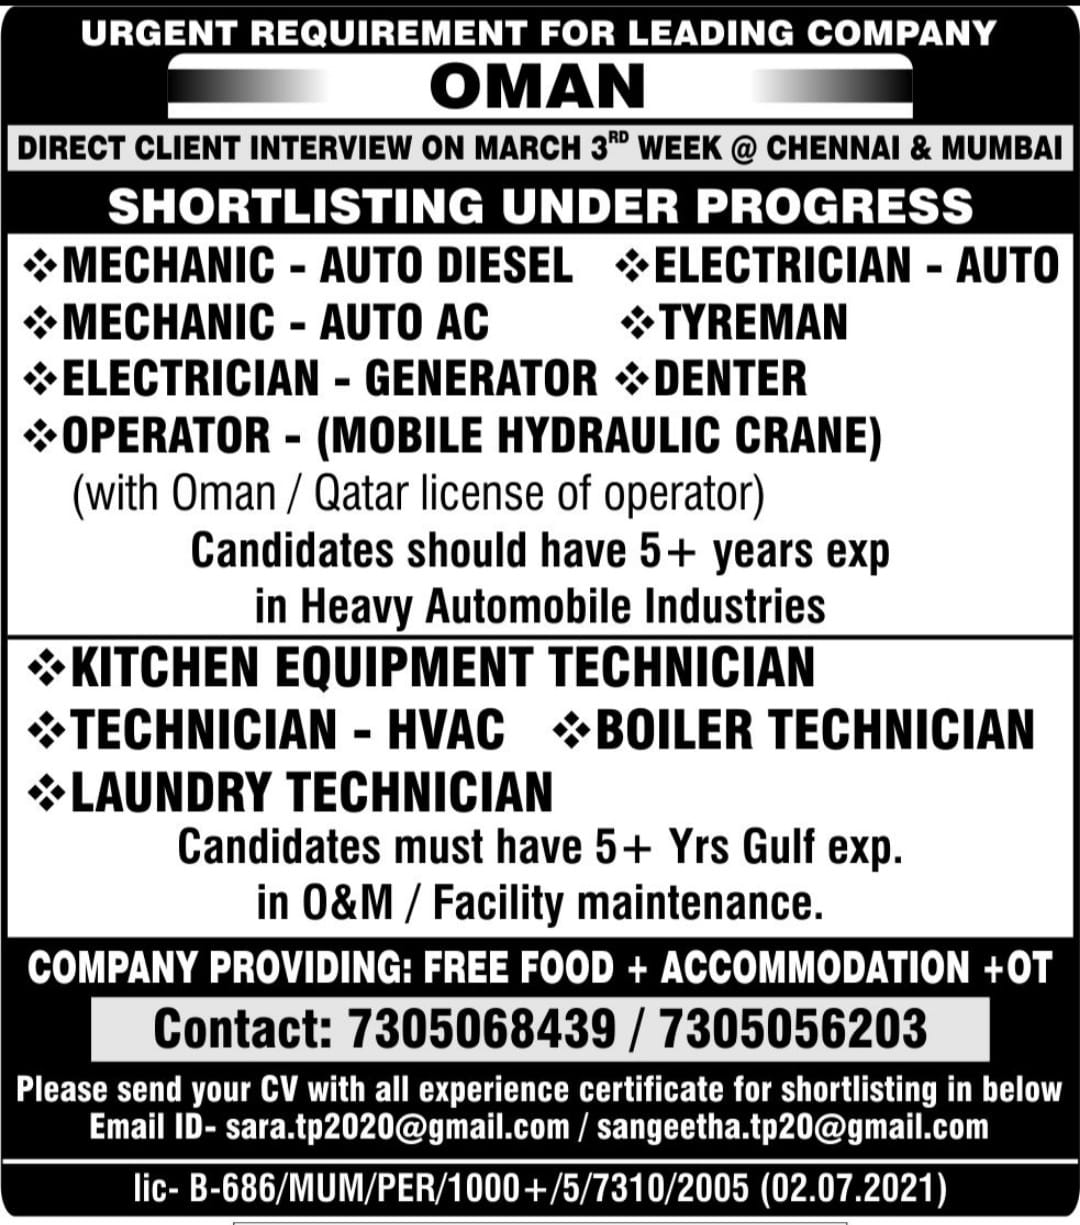 URGENT REQUIREMENT FOR LEADING COMPANY
OMAN
DIRECT CLIENT INTERVIEW ON MARCH 3RD WEEK @ CHENNAI & MUMBAI
SHORTLISTING UNDER PROGRESS
❖MECHANIC - AUTO DIESEL ❖ELECTRICIAN - AUTO
❖MECHANIC - AUTO AC ❖TYREMAN
❖ELECTRICIAN - GENERATOR ❖DENTER
❖OPERATOR - (MOBILE HYDRAULIC CRANE)
(with Oman / Qatar license of operator)
Candidates should have 5+ years exp
in Heavy Automobile Industries
❖KITCHEN EQUIPMENT TECHNICIAN
❖TECHNICIAN - HVAC ❖BOILER TECHNICIAN
❖LAUNDRY TECHNICIAN
Candidates must have 5+ Yrs Gulf exp.
in O&M / Facility maintenance.
COMPANY PROVIDING: FREE FOOD + ACCOMMODATION +OT
Contact: 7305068439 / 7305056203
Please send your CV with all experience certificate for shortlisting in below
Email ID- sara.tp2020@gmail.com / sangeetha.tp20@gmail.com
lic- B-686/MUM/PER/1000+/5/7310/2005 (02.07.2021)